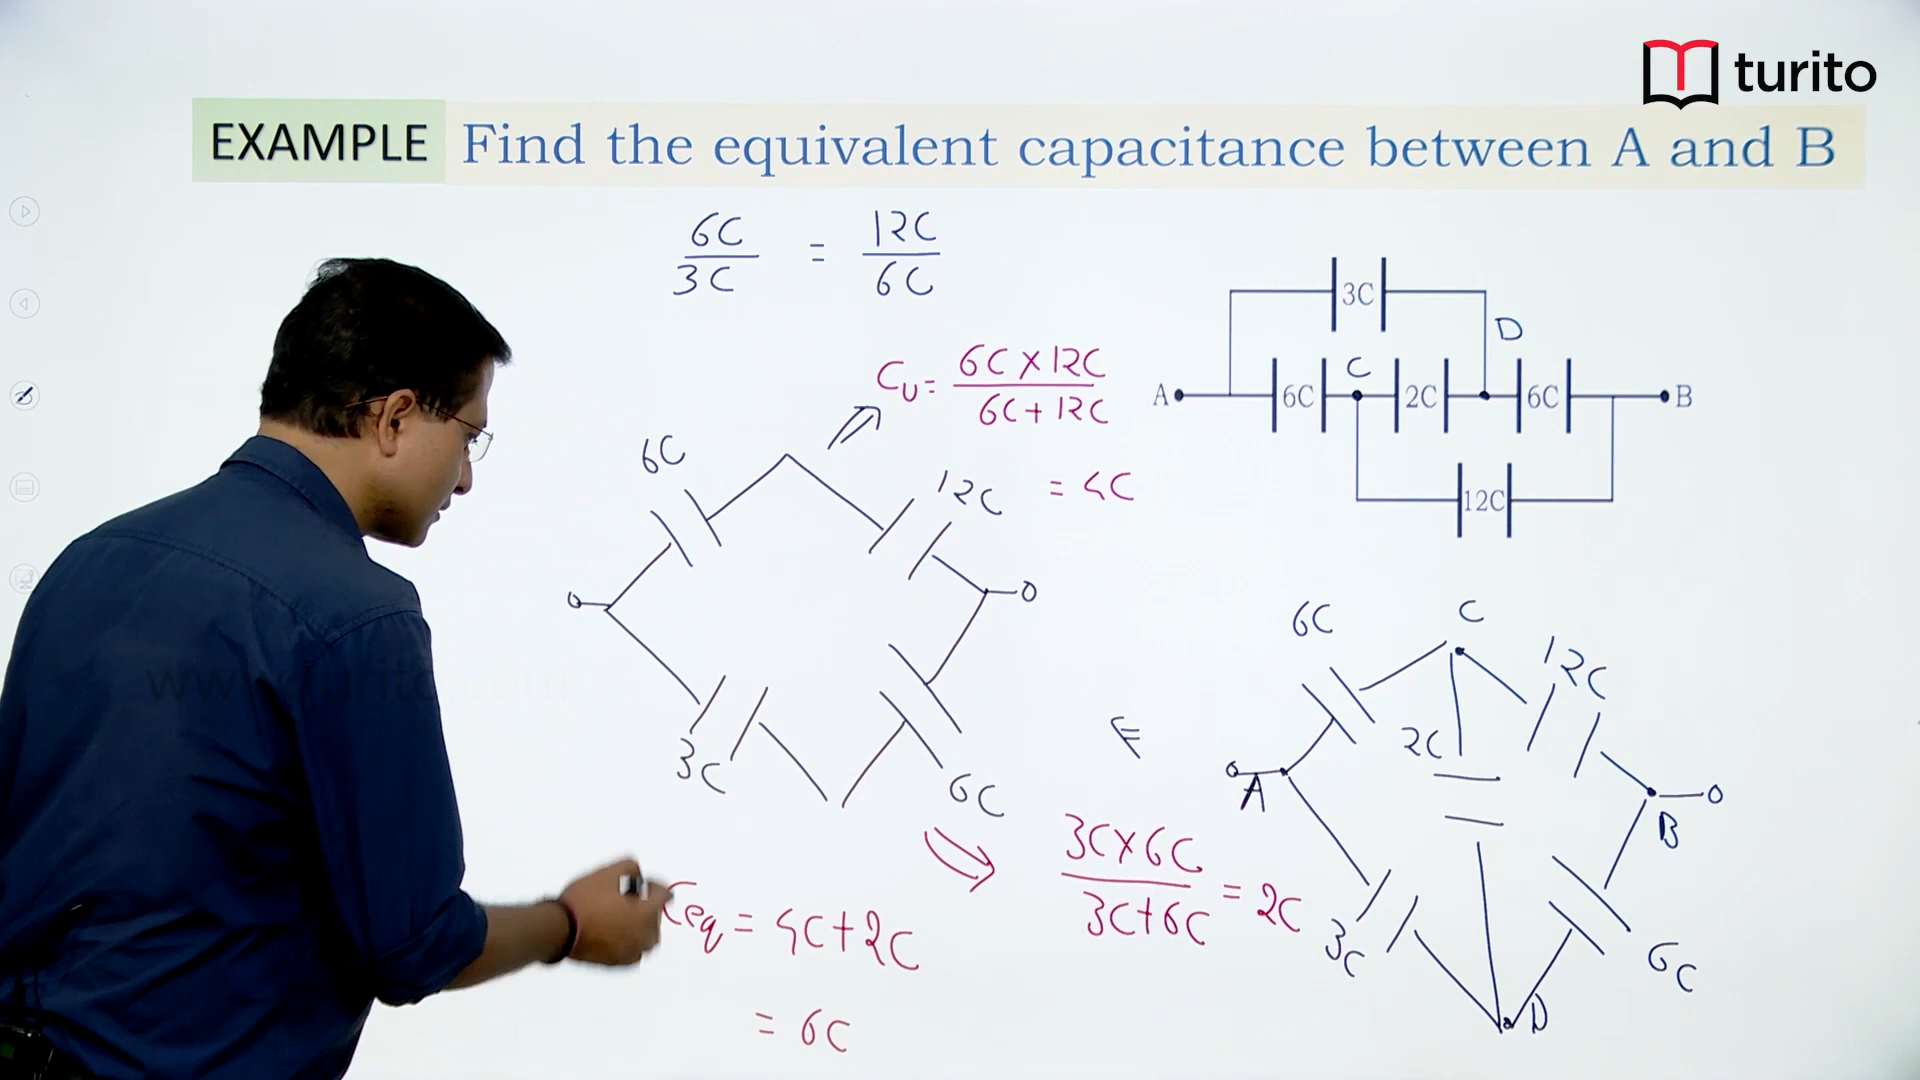 turito
EXAMPLE Find the equivalent capacitance between A and B
6C/3C = 12C/6C
3C
D
C
A 6C 2C 6C B
12C
CU = 6C X 12C / 6C + 12C
= 4C
6C
12C
3C
6C
6C
C
12C
2C
A
B
3C
6C
D
3C X 6C / 3C + 6C = 2C
Ceq = 4C + 2C
= 6C